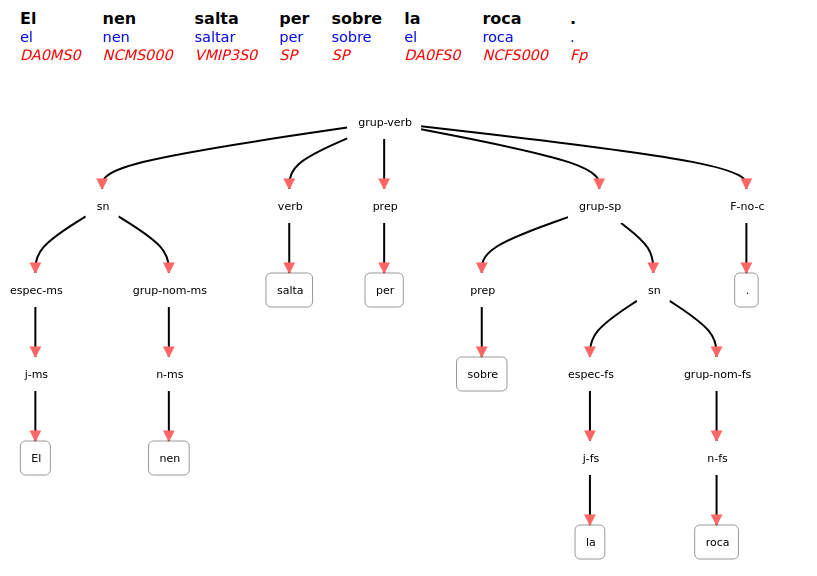 El nen salta per sobre la roca .
el nen saltar per sobre el roca .
DA0MS0 NCMS000 VMIP3S0 SP SP DA0FS0 NCFS000 Fp
grup-verb
sn verb prep grup-sp F-no-c
espec-ms grup-nom-ms salta per prep sn .
j-ms n-ms sobre espec-fs grup-nom-fs
El nen j-fs n-fs
la roca